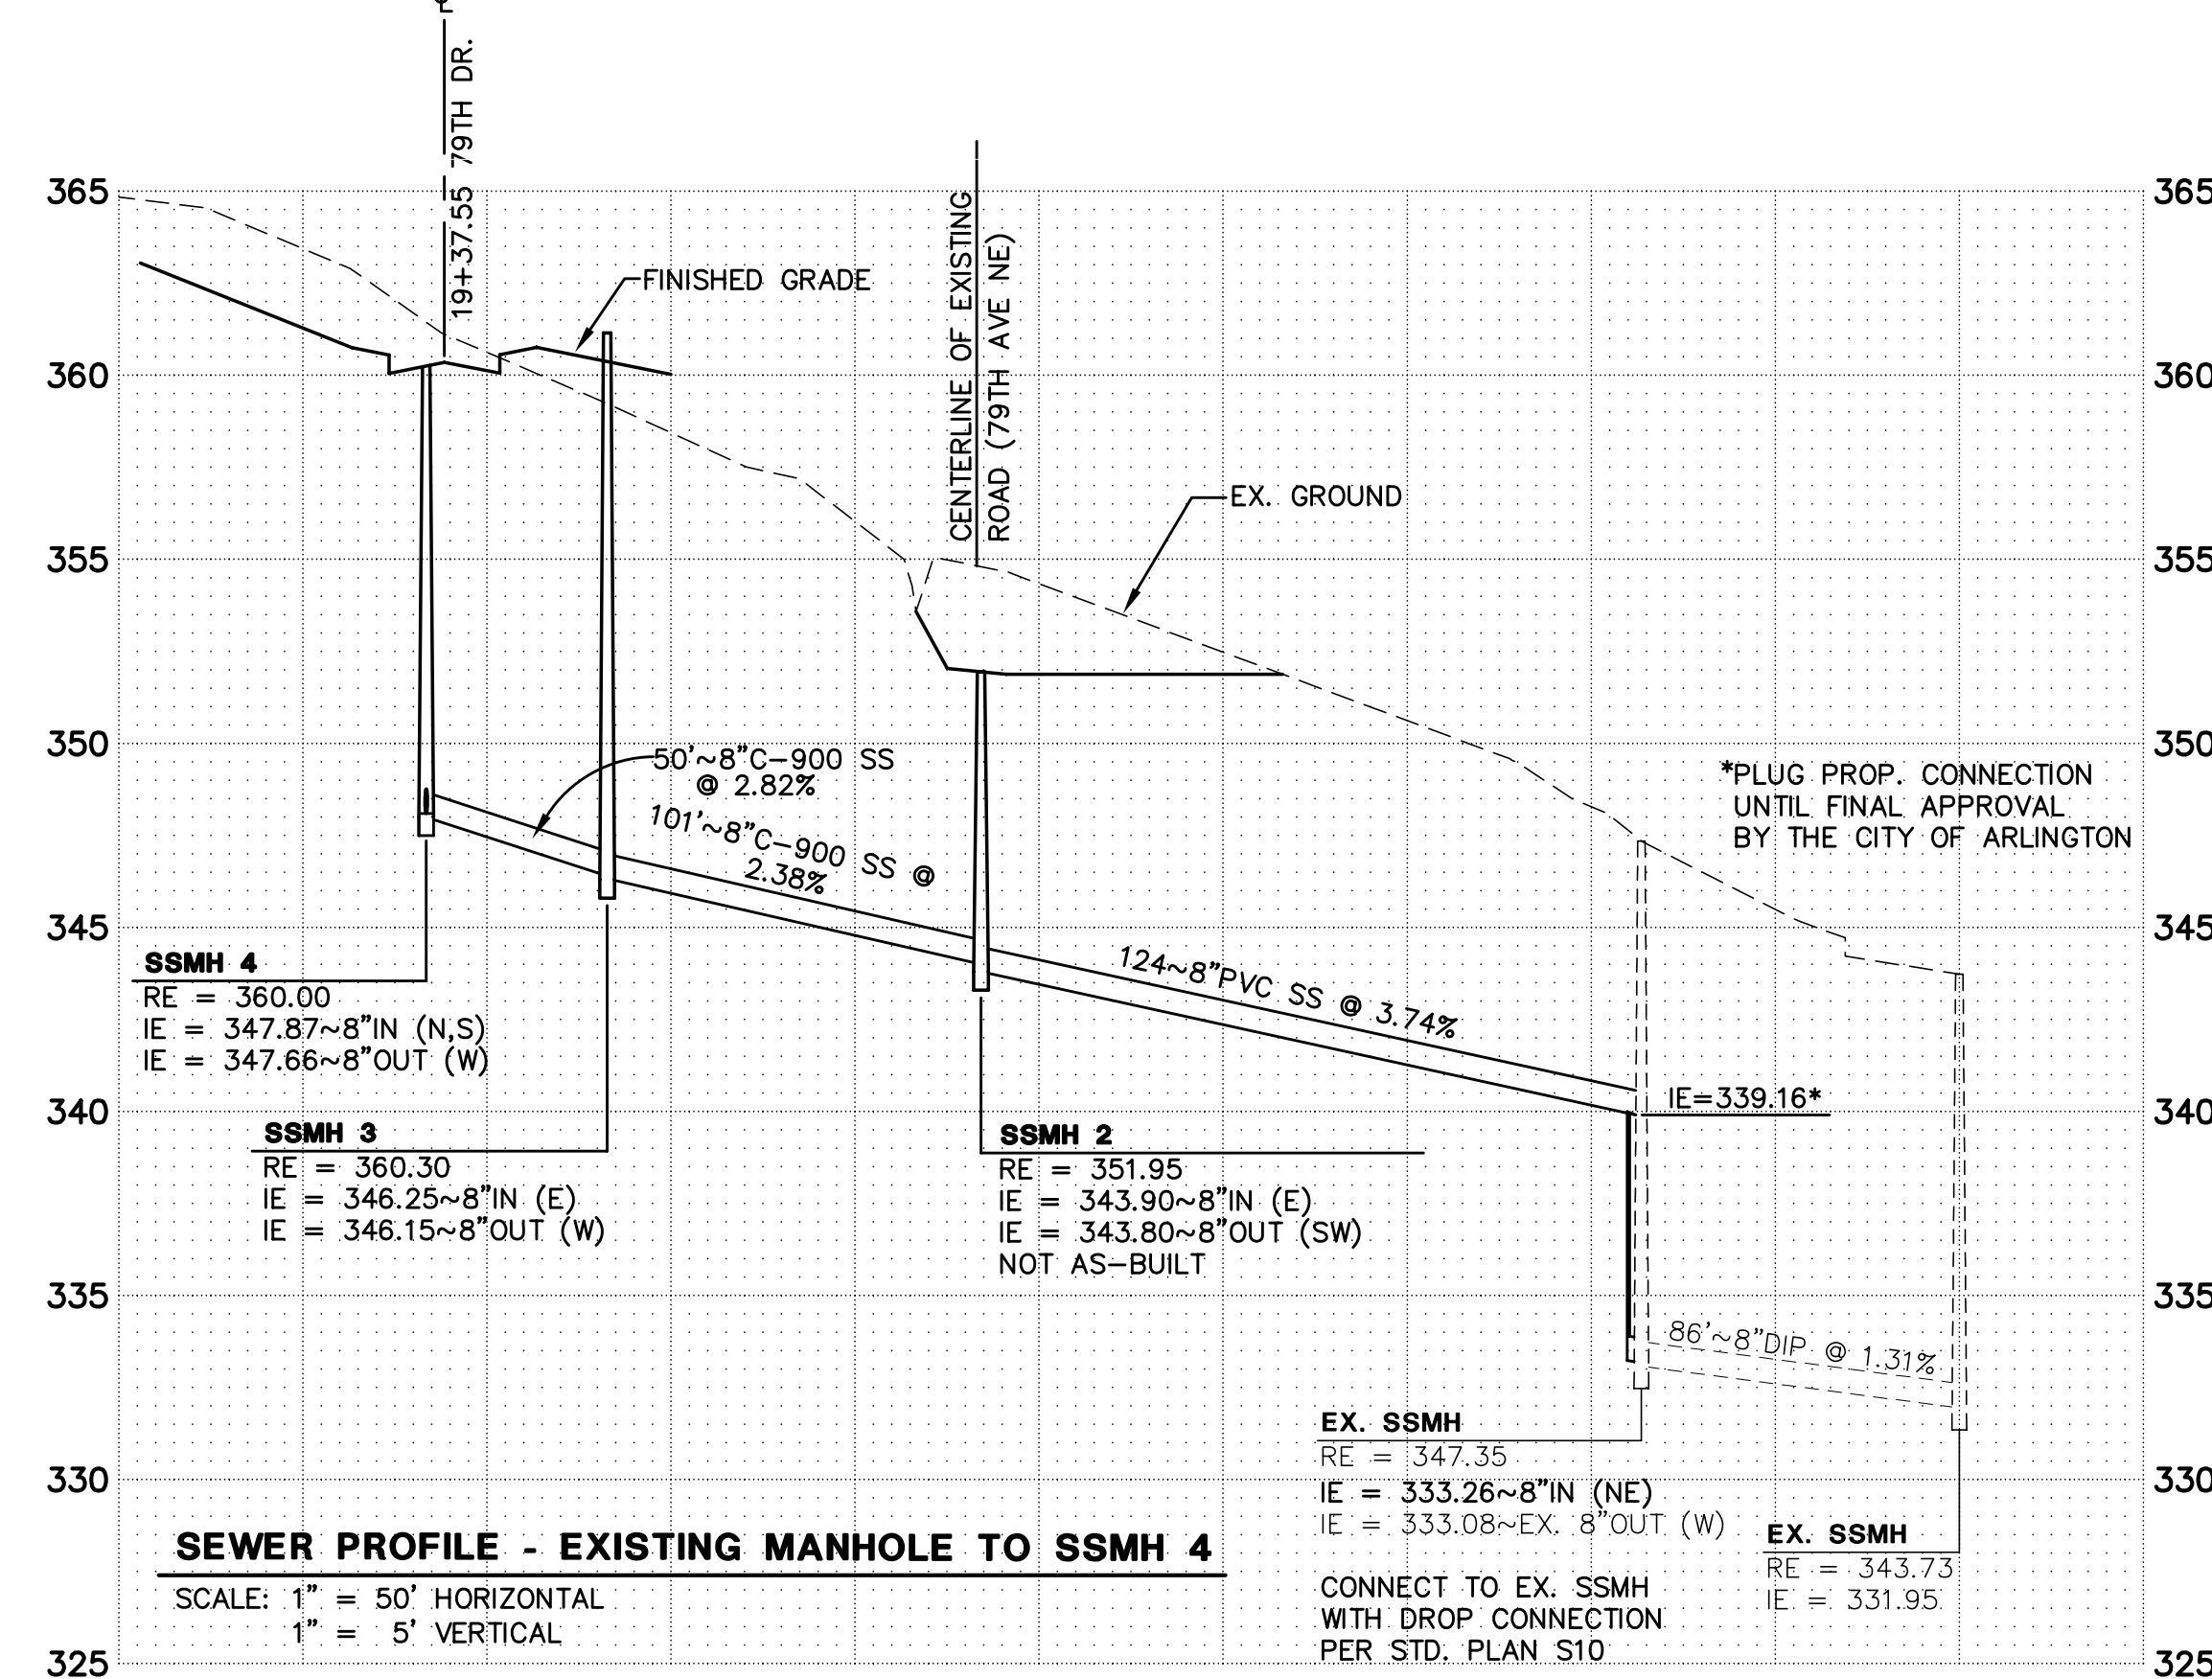 ℄
19+37.55 79TH DR.
CENTERLINE OF EXISTING
ROAD (79TH AVE NE)
365
360
355
350
345
340
335
330
325
365
360
355
350
345
340
335
330
325
FINISHED GRADE
EX. GROUND
50'~8"C-900 SS
@ 2.82%
101'~8"C-900 SS @
2.38%
124~8"PVC SS @ 3.74%
*PLUG PROP. CONNECTION
UNTIL FINAL APPROVAL
BY THE CITY OF ARLINGTON
SSMH 4
RE = 360.00
IE = 347.87~8"IN (N,S)
IE = 347.66~8"OUT (W)
SSMH 3
RE = 360.30
IE = 346.25~8"IN (E)
IE = 346.15~8"OUT (W)
SSMH 2
RE = 351.95
IE = 343.90~8"IN (E)
IE = 343.80~8"OUT (SW)
NOT AS-BUILT
IE=339.16*
86'~8"DIP @ 1.31%
EX. SSMH
RE = 347.35
IE = 333.26~8"IN (NE)
IE = 333.08~EX. 8"OUT (W)
CONNECT TO EX. SSMH
WITH DROP CONNECTION
PER STD. PLAN S10
EX. SSMH
RE = 343.73
IE = 331.95
SEWER PROFILE - EXISTING MANHOLE TO SSMH 4
SCALE: 1" = 50' HORIZONTAL
1" = 5' VERTICAL